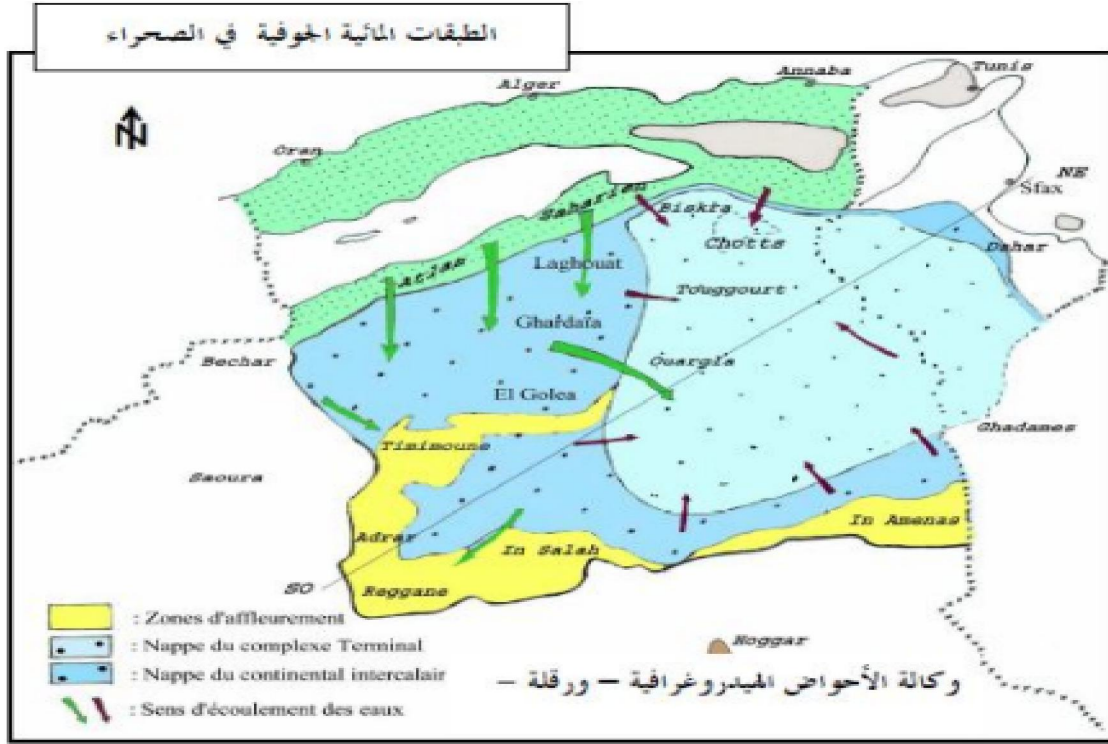 الطبقات المائية الجوفية في الصحراء
N
Alger
Annaba
Tunis
Oran
NE
Sfax
Saharien
Biskra
Chotts
Dahar
Atlas
Laghouat
Touggourt
Ghardaïa
Bechar
Ouargla
El Golea
Ghadames
Timimoune
Saoura
In Amenas
Adrar
In Salah
SO
Reggane
: Zones d'affleurement
Hoggar
: Nappe du complexe Terminal
: Nappe du continental intercalair
وكالة الأحواض الهيدروغرافية – ورقلة –
: Sens d'écoulement des eaux